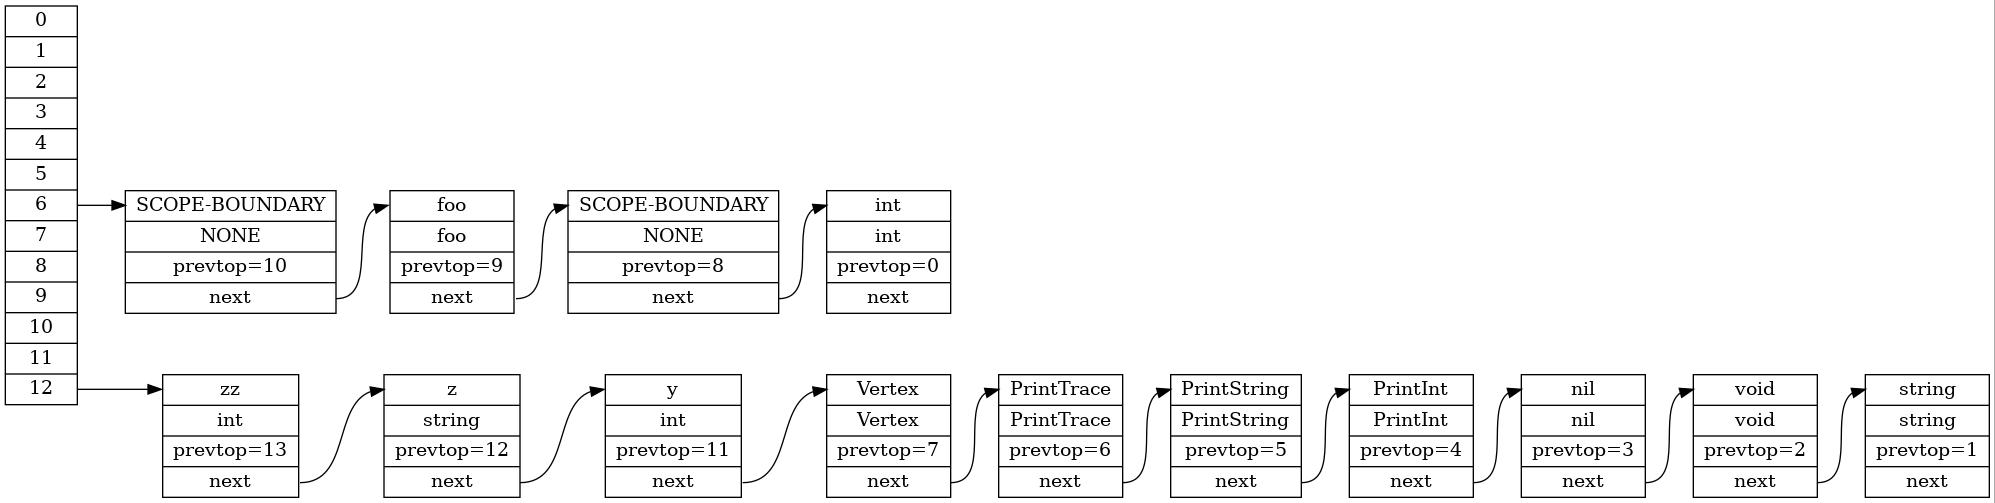 0
1
2
3
4
5
6
7
8
9
10
11
12
SCOPE-BOUNDARY
NONE
prevtop=10
next
foo
foo
prevtop=9
next
SCOPE-BOUNDARY
NONE
prevtop=8
next
int
int
prevtop=0
next
zz
int
prevtop=13
next
z
string
prevtop=12
next
y
int
prevtop=11
next
Vertex
Vertex
prevtop=7
next
PrintTrace
PrintTrace
prevtop=6
next
PrintString
PrintString
prevtop=5
next
PrintInt
PrintInt
prevtop=4
next
nil
nil
prevtop=3
next
void
void
prevtop=2
next
string
string
prevtop=1
next